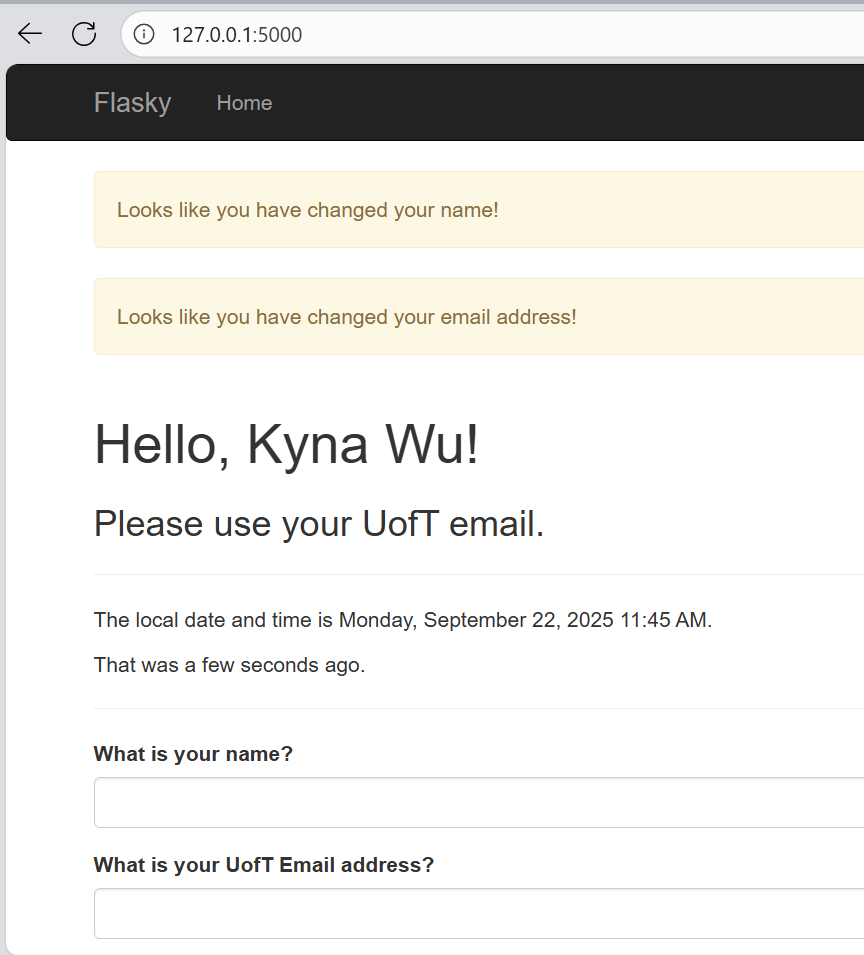 127.0.0.1:5000
Flasky Home
Looks like you have changed your name!
Looks like you have changed your email address!
Hello, Kyna Wu!
Please use your UofT email.
The local date and time is Monday, September 22, 2025 11:45 AM.
That was a few seconds ago.
What is your name?
What is your UofT Email address?